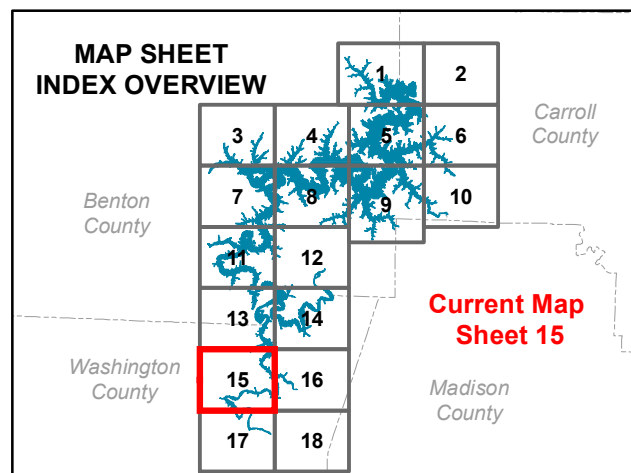 MAP SHEET
INDEX OVERVIEW
1
2
Carroll
County
3
4
5
6
Benton
County
7
8
9
10
11
12
13
14
Current Map
Sheet 15
Washington
County
15
16
Madison
County
17
18